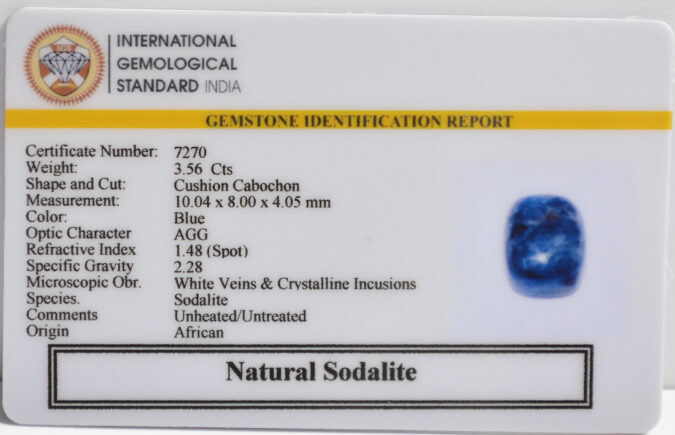 INTERNATIONAL
GEMOLOGICAL
STANDARD INDIA
GEMSTONE IDENTIFICATION REPORT
Certificate Number: 7270
Weight: 3.56 Cts
Shape and Cut: Cushion Cabochon
Measurement: 10.04 x 8.00 x 4.05 mm
Color: Blue
Optic Character AGG
Refractive Index 1.48 (Spot)
Specific Gravity 2.28
Microscopic Obr. White Veins & Crystalline Incusions
Species. Sodalite
Comments Unheated/Untreated
Origin African
Natural Sodalite